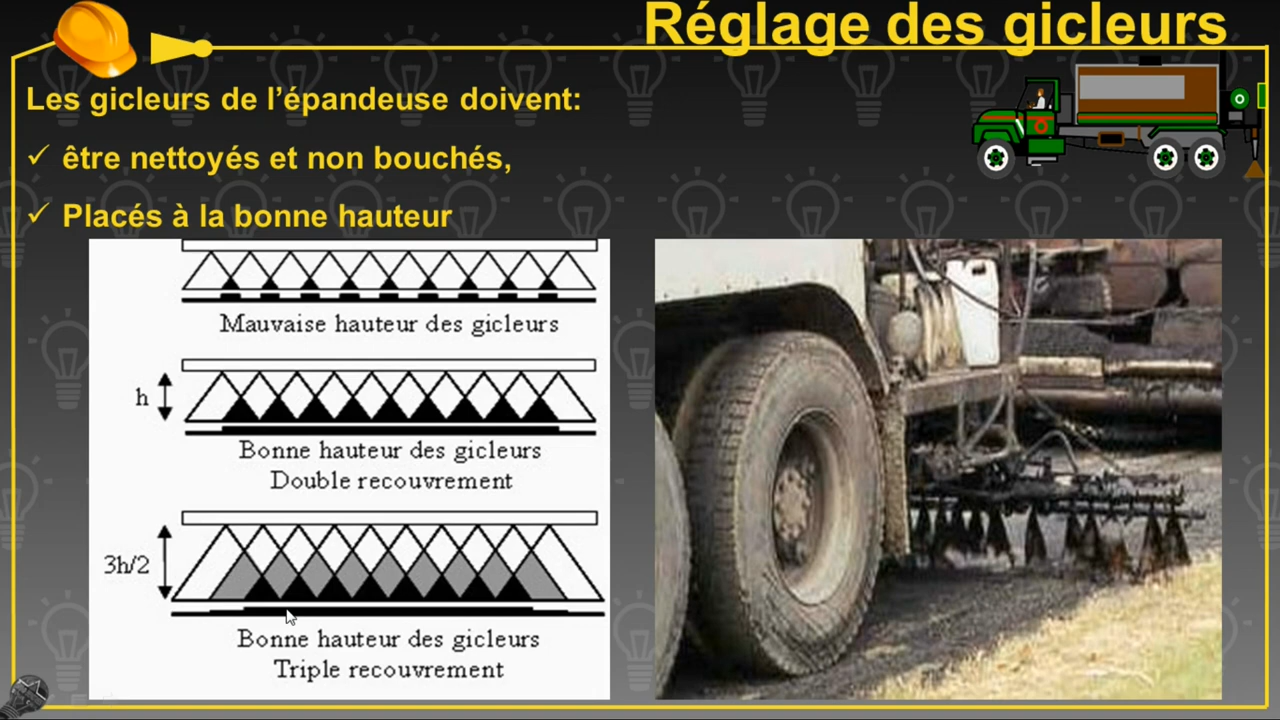 Réglage des gicleurs
Les gicleurs de l’épandeuse doivent:
✓ être nettoyés et non bouchés,
✓ Placés à la bonne hauteur
Mauvaise hauteur des gicleurs
h
Bonne hauteur des gicleurs
Double recouvrement
3h/2
Bonne hauteur des gicleurs
Triple recouvrement